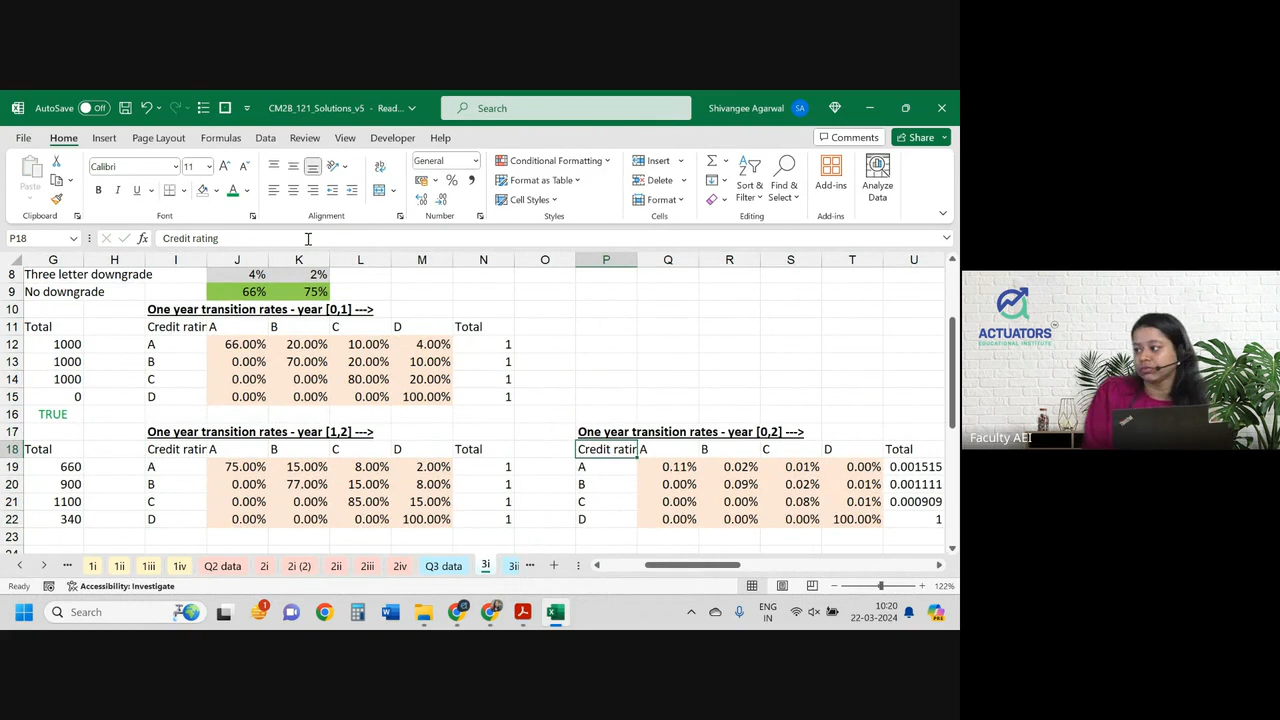 AutoSave Off CM2B_121_Solutions_v5 - Read... Search Shivangee Agarwal SA
File Home Insert Page Layout Formulas Data Review View Developer Help Comments Share
Calibri 11 General Conditional Formatting Insert
Paste Format as Table Delete Sort & Filter Find & Select Add-ins Analyze Data
B I U Cell Styles Format
Clipboard Font Alignment Number Styles Cells Editing Add-ins
P18 fx Credit rating
G H I J K L M N O P Q R S T U
8 Three letter downgrade 4% 2%
9 No downgrade 66% 75%
10 One year transition rates - year [0,1] --->
11 Total Credit ratin A B C D Total
12 1000 A 66.00% 20.00% 10.00% 4.00% 1
13 1000 B 0.00% 70.00% 20.00% 10.00% 1
14 1000 C 0.00% 0.00% 80.00% 20.00% 1
15 0 D 0.00% 0.00% 0.00% 100.00% 1
16 TRUE
17 One year transition rates - year [1,2] ---> One year transition rates - year [0,2] --->
18 Total Credit ratin A B C D Total Credit ratin A B C D Total
19 660 A 75.00% 15.00% 8.00% 2.00% 1 A 0.11% 0.02% 0.01% 0.00% 0.001515
20 900 B 0.00% 77.00% 15.00% 8.00% 1 B 0.00% 0.09% 0.02% 0.01% 0.001111
21 1100 C 0.00% 0.00% 85.00% 15.00% 1 C 0.00% 0.00% 0.08% 0.01% 0.000909
22 340 D 0.00% 0.00% 0.00% 100.00% 1 D 0.00% 0.00% 0.00% 100.00% 1
23
... 1i 1ii 1iii 1iv Q2 data 2i 2i (2) 2ii 2iii 2iv Q3 data 3i 3ii ...
Ready Accessibility: Investigate 122%
Search ENG IN 10:20 22-03-2024
ACTUATORS
EDUCATIONAL INSTITUTE
Faculty AEI